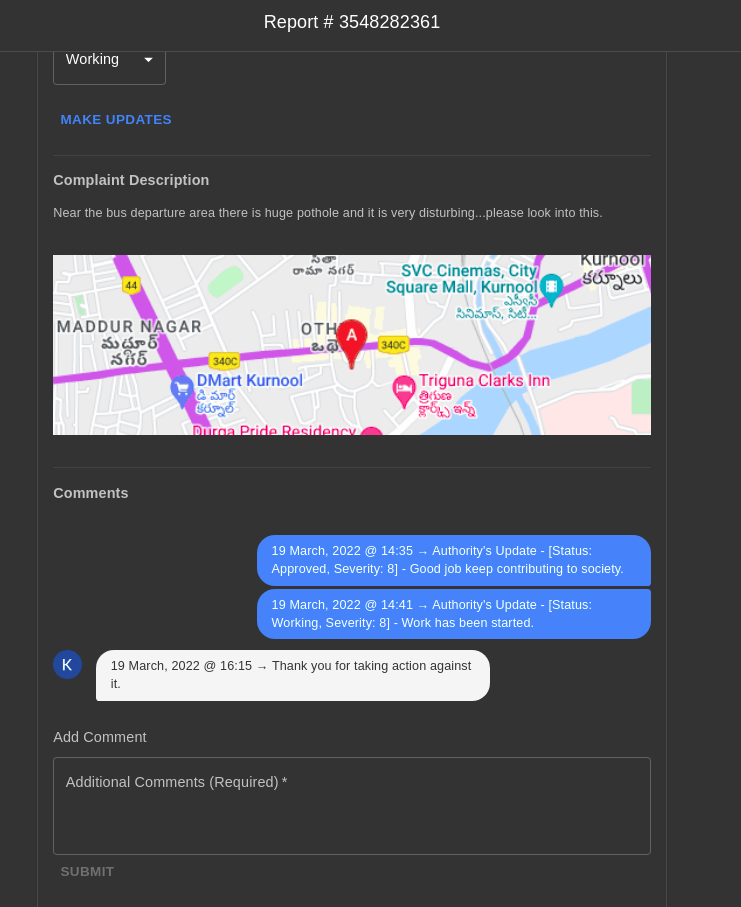 Report # 3548282361
Working
MAKE UPDATES
Complaint Description
Near the bus departure area there is huge pothole and it is very disturbing...please look into this.
రామా నగర్
SVC Cinemas, City
Square Mall, Kurnool
ఎస్వీసీ
సినిమాస్, సిటీ...
Kurnool
కర్నూలు
44
MADDUR NAGAR
మద్దూర్
నగర్
OTH
A
340C
340C
DMart Kurnool
డి మార్ట్
కర్నూల్
Triguna Clarks Inn
త్రిగుణ
క్లార్క్స్ ఇన్న్
Durga Pride Residency
Comments
19 March, 2022 @ 14:35 → Authority's Update - [Status:
Approved, Severity: 8] - Good job keep contributing to society.
19 March, 2022 @ 14:41 → Authority's Update - [Status:
Working, Severity: 8] - Work has been started.
K
19 March, 2022 @ 16:15 → Thank you for taking action against
it.
Add Comment
Additional Comments (Required) *
SUBMIT